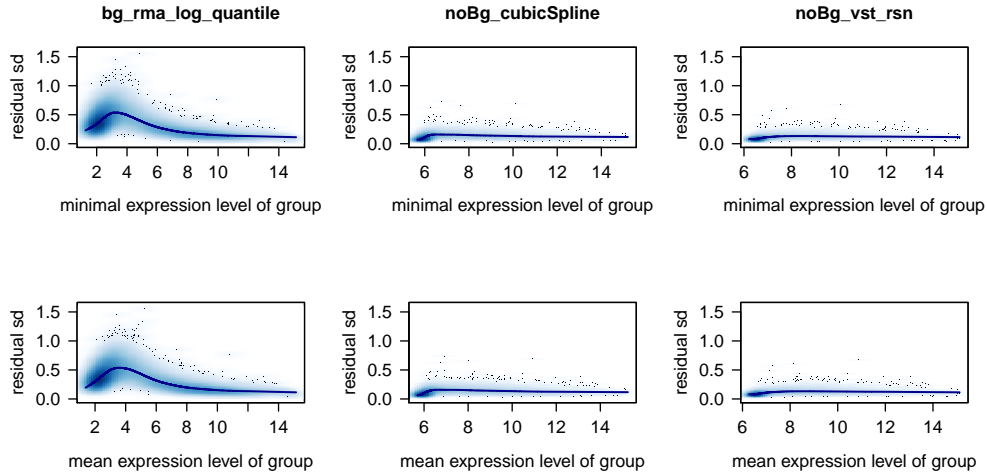 bg_rma_log_quantile noBg_cubicSpline noBg_vst_rsn
residual sd residual sd residual sd
1.5 1.5 1.5
1.0 1.0 1.0
0.5 0.5 0.5
0.0 0.0 0.0
2 4 6 8 10 14 6 8 10 12 14 6 8 10 12 14
minimal expression level of group minimal expression level of group minimal expression level of group
residual sd residual sd residual sd
1.5 1.5 1.5
1.0 1.0 1.0
0.5 0.5 0.5
0.0 0.0 0.0
2 4 6 8 10 14 6 8 10 12 14 6 8 10 12 14
mean expression level of group mean expression level of group mean expression level of group